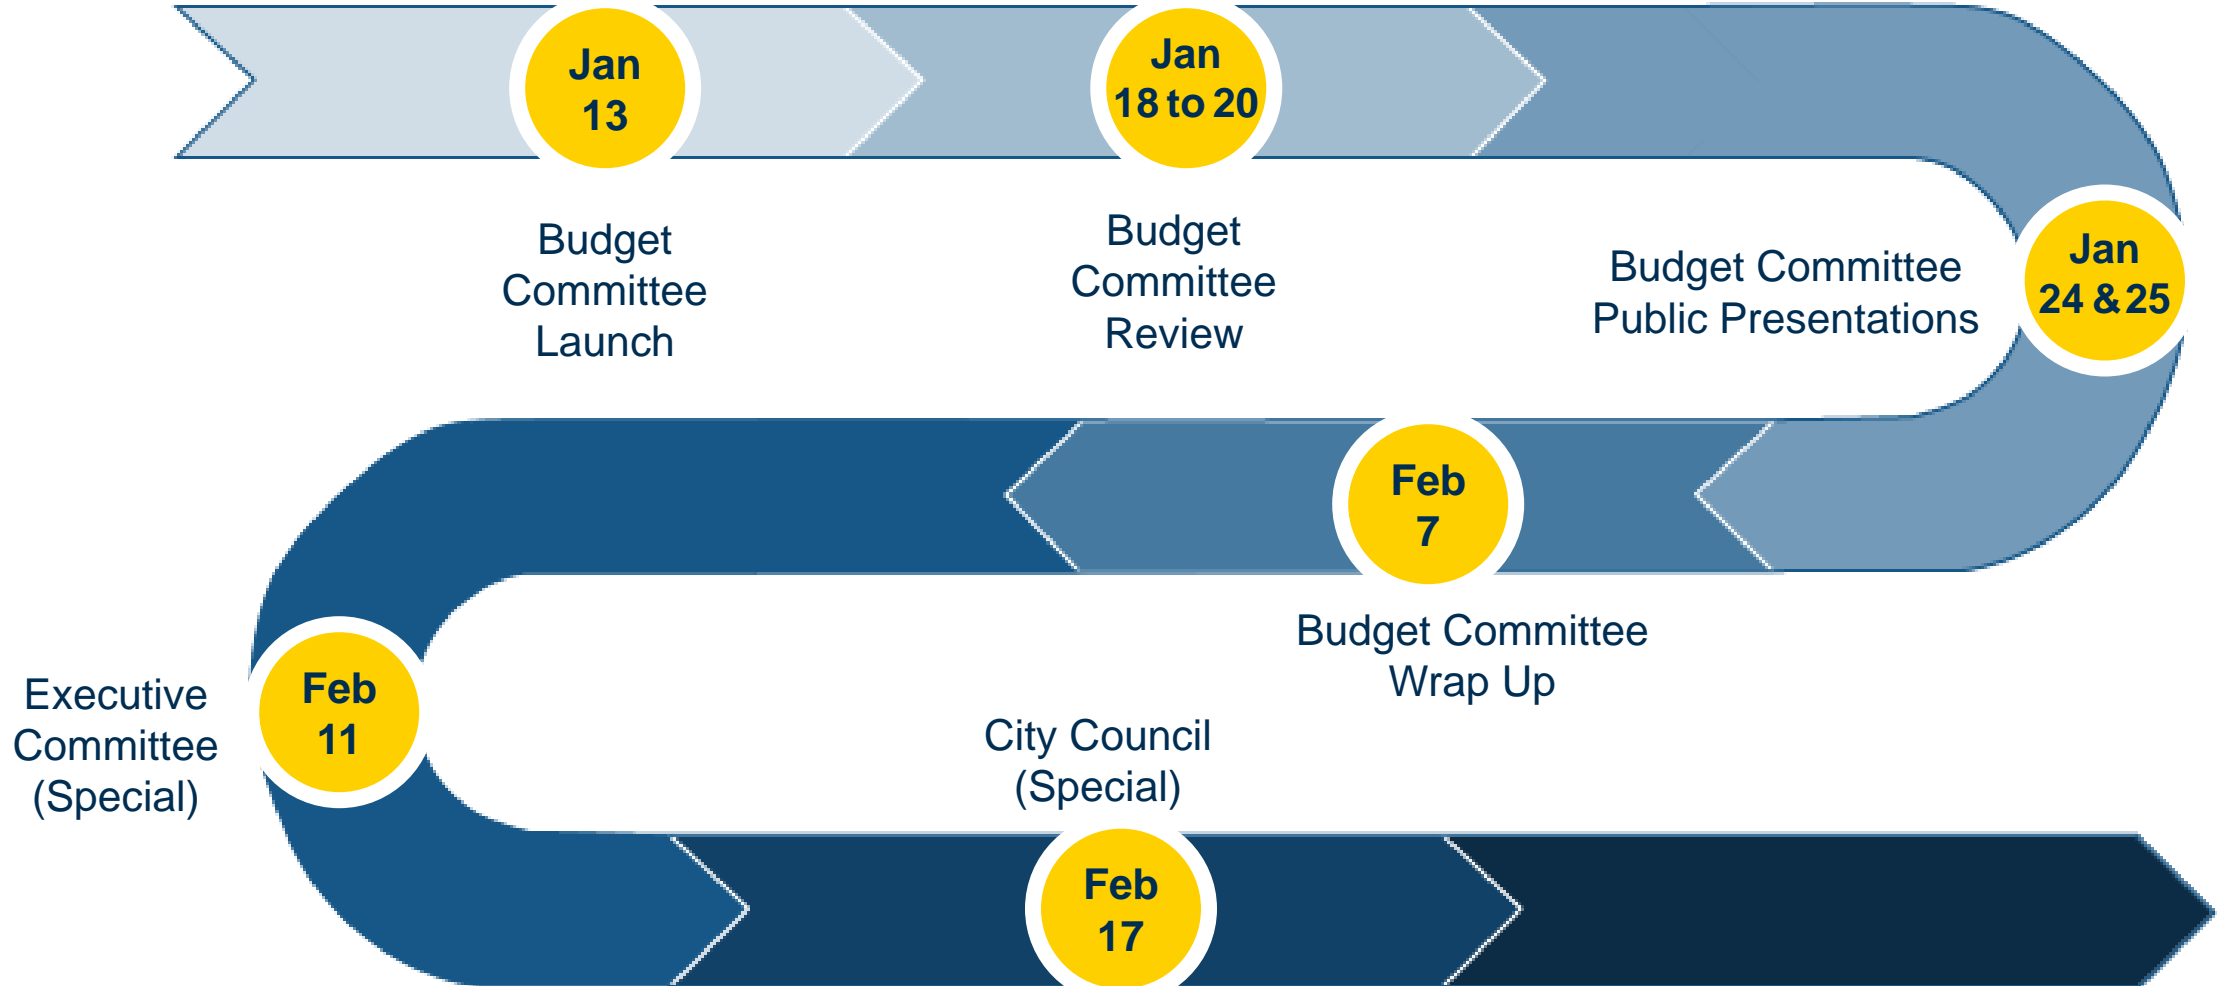 Jan
13
Budget
Committee
Launch
Jan
18 to 20
Budget
Committee
Review
Jan
24 & 25
Budget Committee
Public Presentations
Feb
7
Budget Committee
Wrap Up
Feb
11
Executive
Committee
(Special)
City Council
(Special)
Feb
17